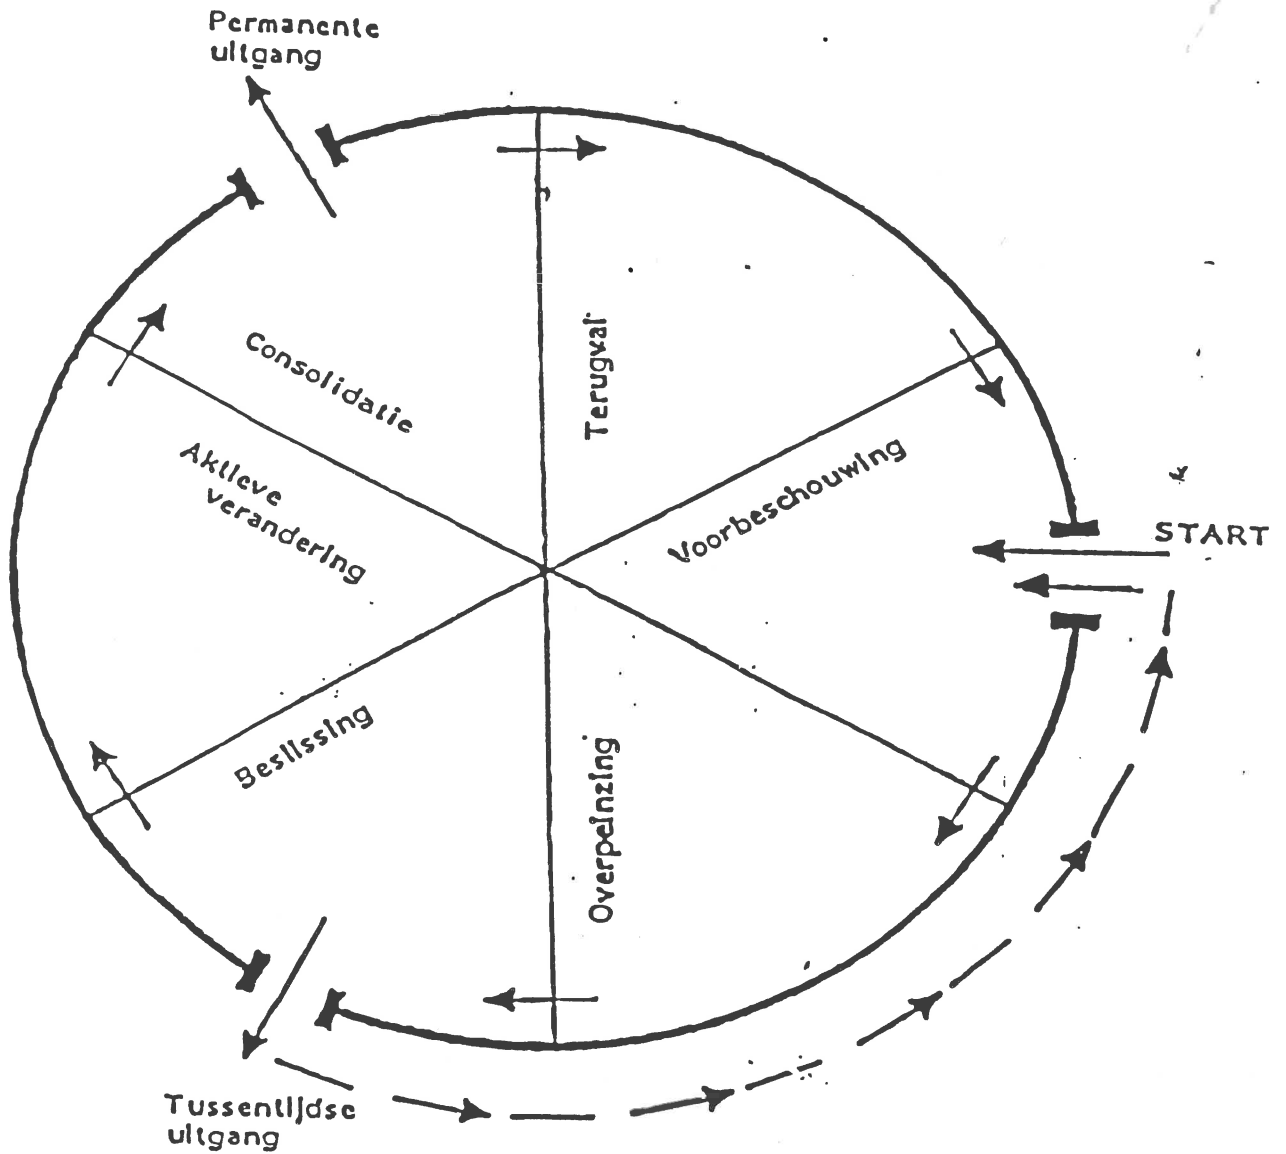 Permanente
uitgang
Terugval
Consolidatie
Aktieve
verandering
Voorbeschouwing
START
Beslissing
Overpeinzing
Tussentijdse
uitgang